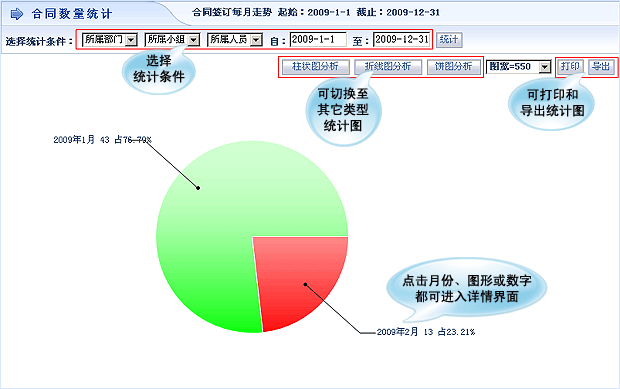 合同数量统计
合同签订每月走势 起始：2009-1-1 截止：2009-12-31
选择统计条件： 所属部门 所属小组 所属人员 自：2009-1-1 至：2009-12-31 统计
选择
统计条件
柱状图分析 折线图分析 饼图分析 图宽=550 打印 导出
可切换至
其它类型
统计图
可打印和
导出统计图
2009年1月 43 占76.79%
点击月份、图形或数字
都可进入详情界面
2009年2月 13 占23.21%